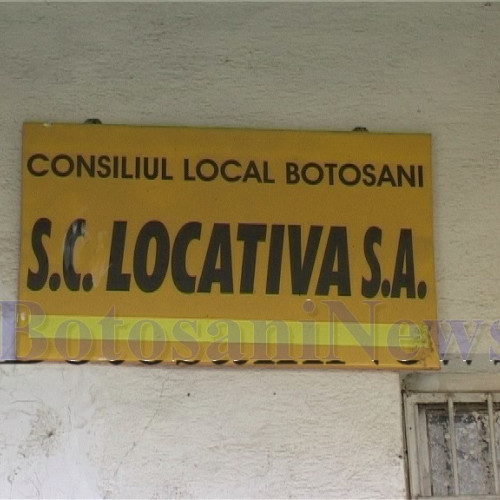 CONSILIUL LOCAL BOTOSANI
S.C. LOCATIVA S.A.
BotosaniNews